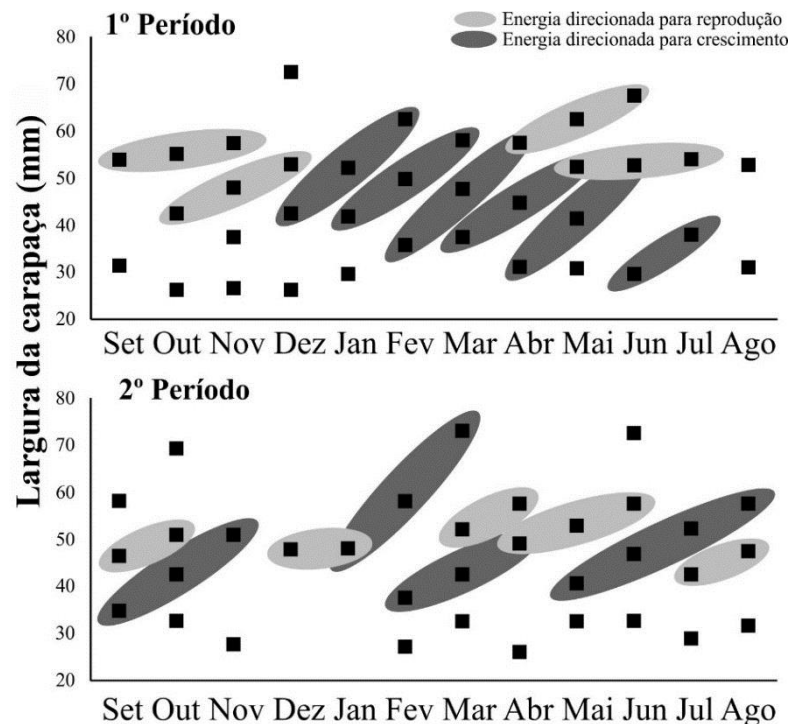 1º Período
Energia direcionada para reprodução
Energia direcionada para crescimento
Largura da carapaça (mm)
80
70
60
50
40
30
20
Set Out Nov Dez Jan Fev Mar Abr Mai Jun Jul Ago
2º Período
80
70
60
50
40
30
20
Set Out Nov Dez Jan Fev Mar Abr Mai Jun Jul Ago